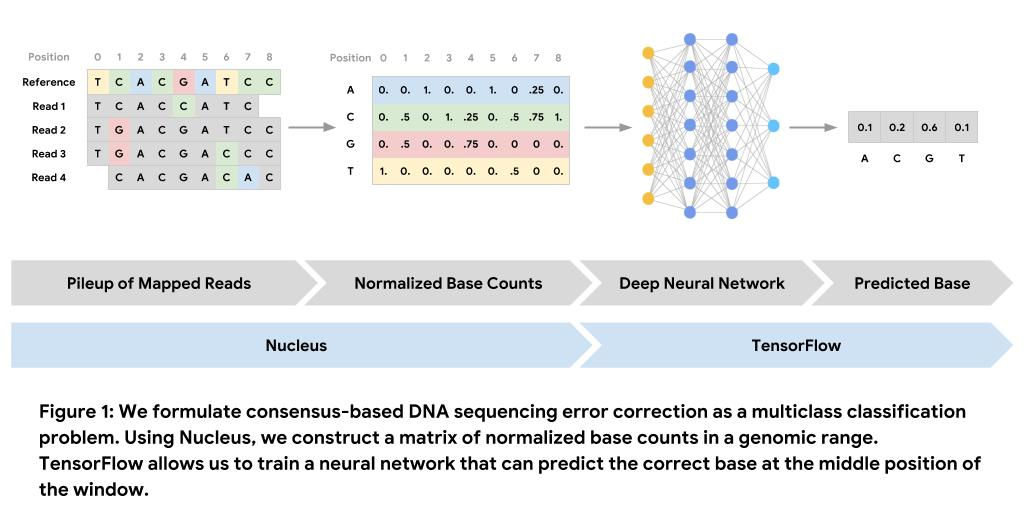 Position 0 1 2 3 4 5 6 7 8
Reference T C A C G A T C C
Read 1 T C A C C A T C
Read 2 T G A C G A T C C
Read 3 T G A C G A C C C
Read 4 C A C G A C A C
Position 0 1 2 3 4 5 6 7 8
A 0. 0. 1. 0. 0. 1. 0 .25 0.
C 0. .5 0. 1. .25 0. .5 .75 1.
G 0. .5 0. 0. .75 0. 0 0 0.
T 1. 0. 0. 0. 0. 0. .5 0 0.
0.1 0.2 0.6 0.1
A C G T
Pileup of Mapped Reads
Normalized Base Counts
Deep Neural Network
Predicted Base
Nucleus
TensorFlow
Figure 1: We formulate consensus-based DNA sequencing error correction as a multiclass classification
problem. Using Nucleus, we construct a matrix of normalized base counts in a genomic range.
TensorFlow allows us to train a neural network that can predict the correct base at the middle position of
the window.